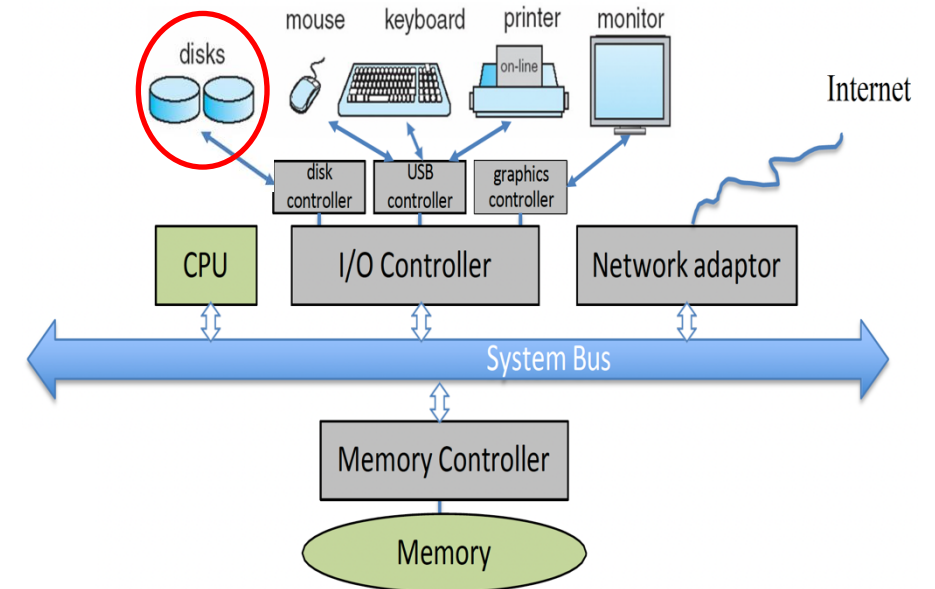 mouse
keyboard
printer
monitor
disks
on-line
Internet
disk
controller
USB
controller
graphics
controller
CPU
I/O Controller
Network adaptor
System Bus
Memory Controller
Memory